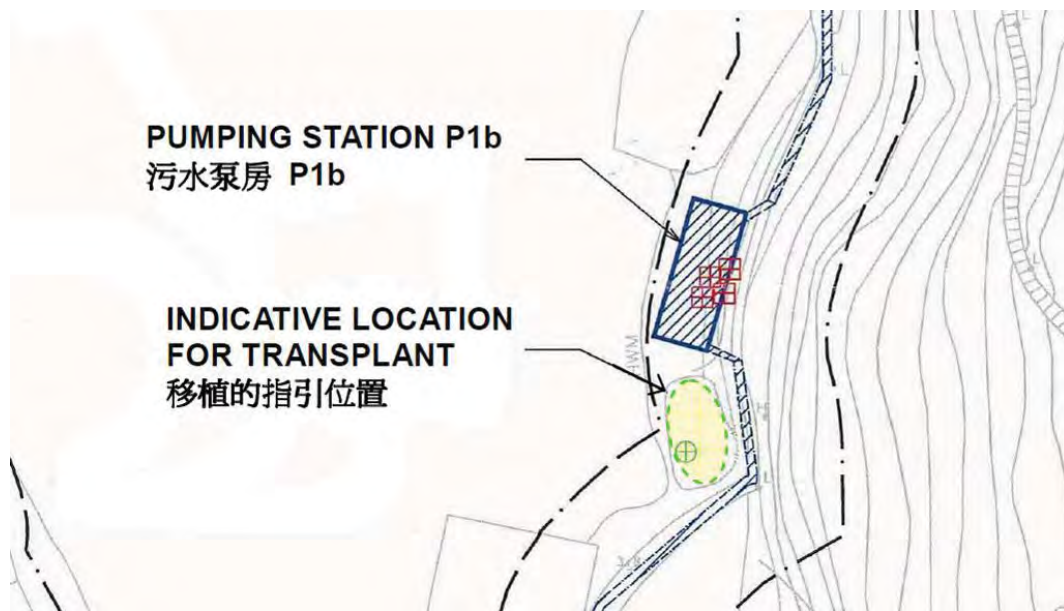 PUMPING STATION P1b
污水泵房 P1b
INDICATIVE LOCATION
FOR TRANSPLANT
移植的指引位置
HWM